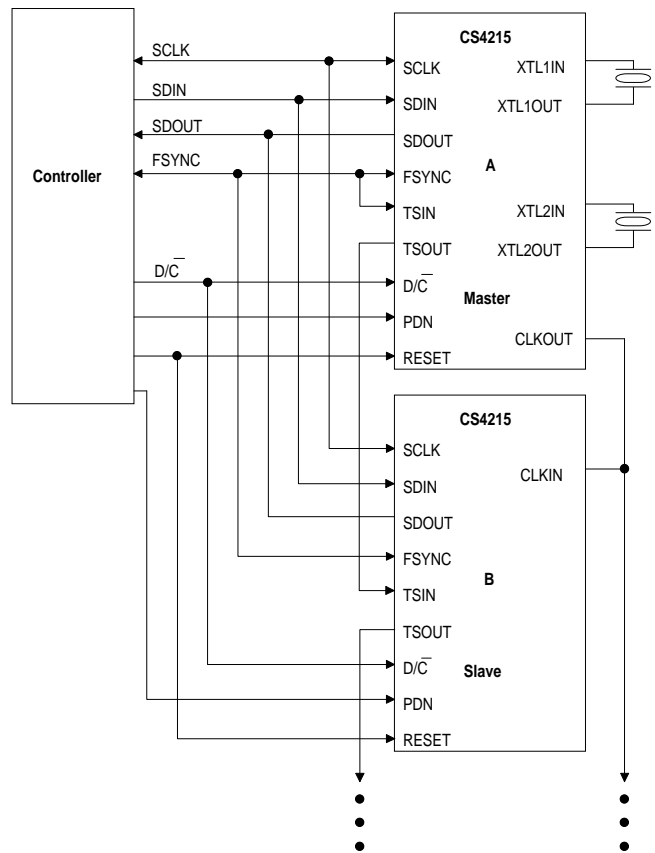 Controller
SCLK
SDIN
SDOUT
FSYNC
D/C̅
CS4215
SCLK
XTL1IN
SDIN
XTL1OUT
SDOUT
A
FSYNC
TSIN
XTL2IN
TSOUT
XTL2OUT
D/C̅
Master
PDN
CLKOUT
RESET
CS4215
SCLK
CLKIN
SDIN
SDOUT
FSYNC
B
TSIN
TSOUT
D/C̅
Slave
PDN
RESET